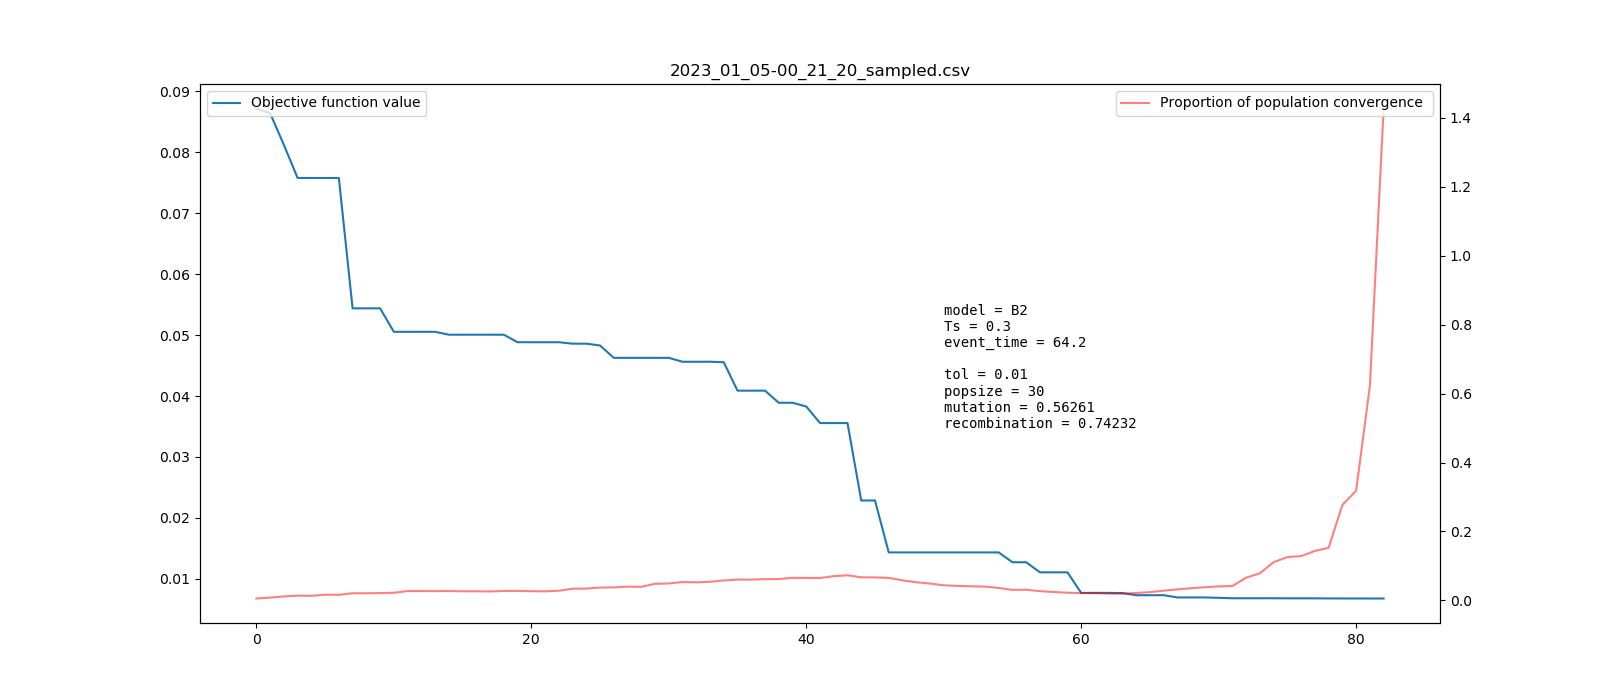 2023_01_05-00_21_20_sampled.csv
Objective function value
Proportion of population convergence
0.09
0.08
0.07
0.06
0.05
0.04
0.03
0.02
0.01
1.4
1.2
1.0
0.8
0.6
0.4
0.2
0.0
model = B2
Ts = 0.3
event_time = 64.2
tol = 0.01
popsize = 30
mutation = 0.56261
recombination = 0.74232
0
20
40
60
80